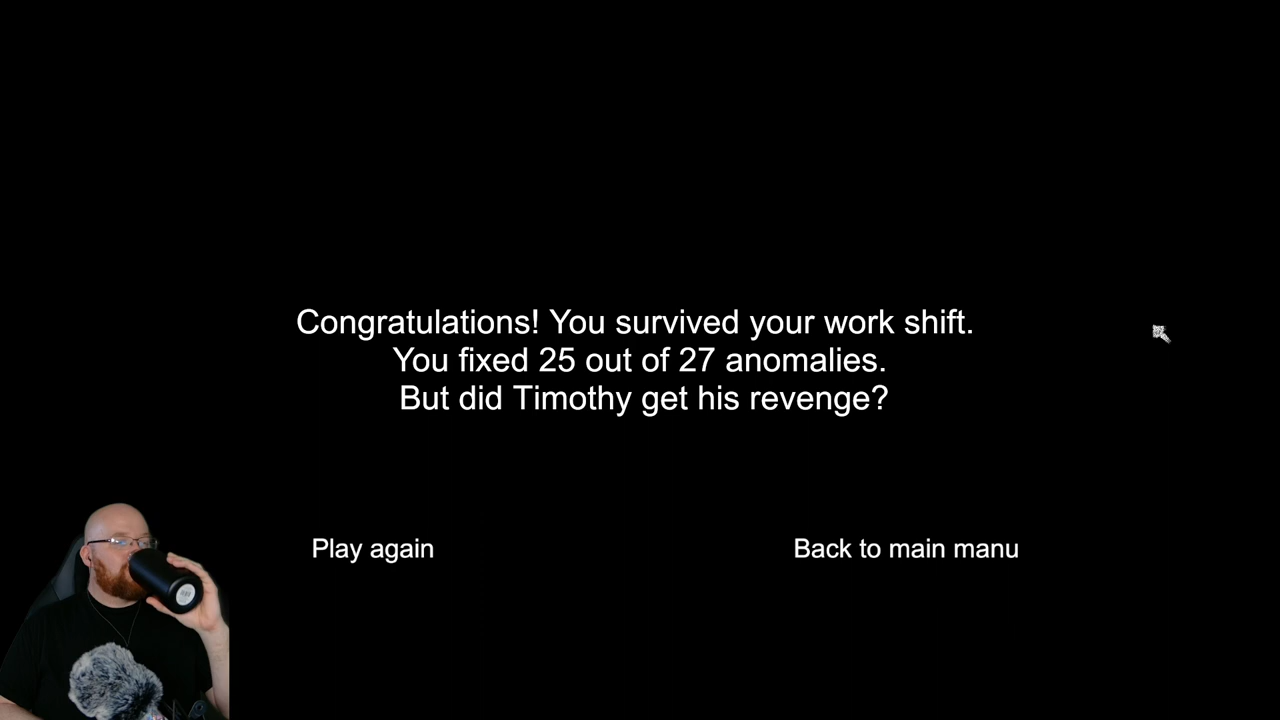 Congratulations! You survived your work shift.
You fixed 25 out of 27 anomalies.
But did Timothy get his revenge?
Play again
Back to main manu